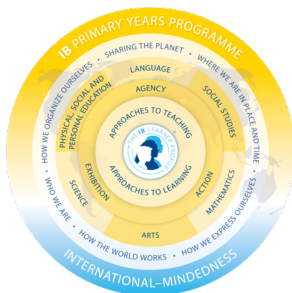 IB PRIMARY YEARS PROGRAMME
SHARING THE PLANET • WHERE WE ARE IN PLACE AND TIME • HOW WE EXPRESS OURSELVES • HOW THE WORLD WORKS • WHO WE ARE • HOW WE ORGANIZE OURSELVES •
LANGUAGE
SOCIAL STUDIES
MATHEMATICS
ARTS
SCIENCE
PHYSICAL, SOCIAL AND
PERSONAL EDUCATION
AGENCY
ACTION
EXHIBITION
APPROACHES TO TEACHING
THE IB LEARNER PROFILE
APPROACHES TO LEARNING
INTERNATIONAL–MINDEDNESS